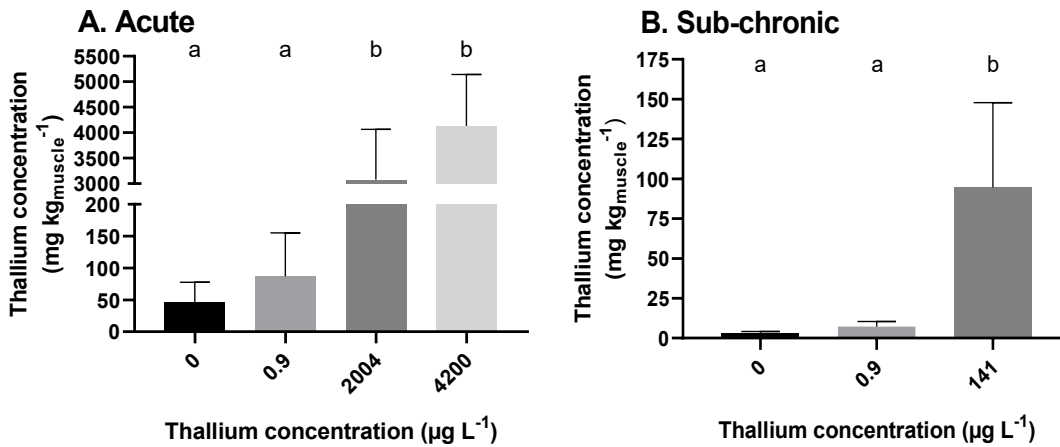 A. Acute
Thallium concentration
(mg kgmuscle-1)
5500
5000
4500
4000
3500
3000
200
150
100
50
0
a a b b
0 0.9 2004 4200
Thallium concentration (µg L-1)
B. Sub-chronic
Thallium concentration
(mg kgmuscle-1)
175
150
125
100
75
50
25
0
a a b
0 0.9 141
Thallium concentration (µg L-1)